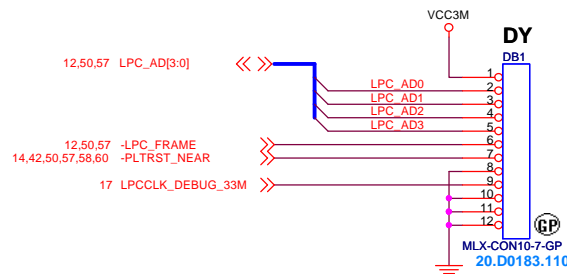 VCC3M
DY
DB1
12,50,57 LPC_AD[3:0]
1
LPC_AD0 2
LPC_AD1 3
LPC_AD2 4
LPC_AD3 5
12,50,57 -LPC_FRAME 6
14,42,50,57,58,60 -PLTRST_NEAR 7
8
17 LPCCLK_DEBUG_33M 9
10
11
12
GP
MLX-CON10-7-GP
20.D0183.110